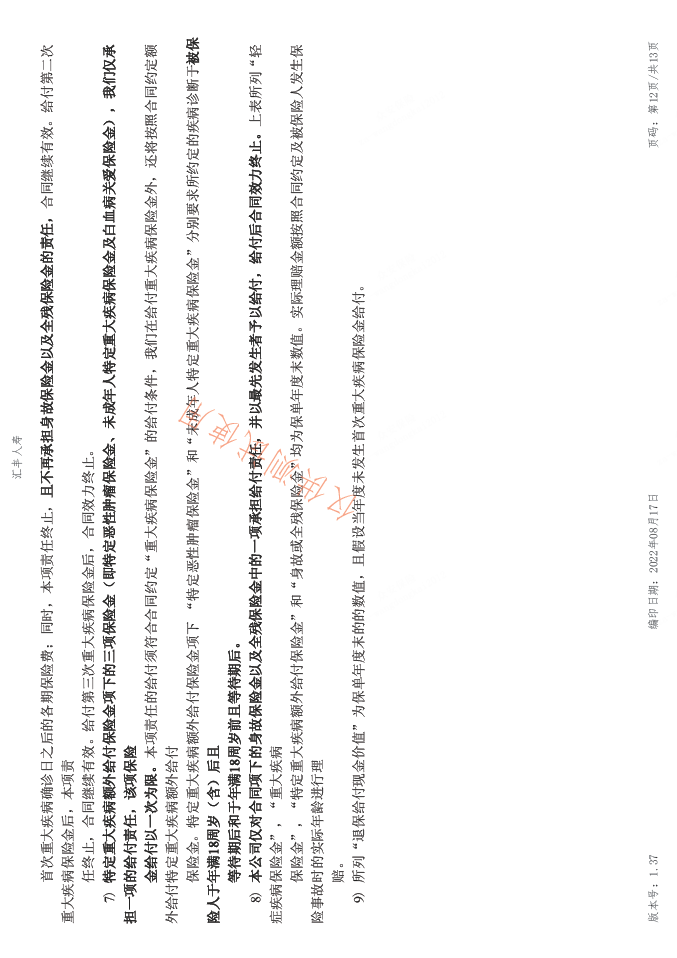 汇丰人寿
首次重大疾病确诊日之后的各期保险费；同时，本项责任终止，且不再承担身故保险金以及全残保险金的责任，合同继续有效。给付第二次
重大疾病保险金后，本项责
任终止，合同继续有效。给付第三次重大疾病保险金后，合同效力终止。
7) 特定重大疾病额外给付保险金项下的三项保险金（即特定恶性肿瘤保险金、未成年人特定重大疾病保险金及白血病关爱保险金），我们仅承
担一项的给付责任，该项保险
金给付以一次为限。本项责任的给付须符合合同约定“重大疾病保险金”的给付条件，我们在给付重大疾病保险金外，还将按照合同约定额
外给付特定重大疾病额外给付
保险金。特定重大疾病额外给付保险金项下 “特定恶性肿瘤保险金”和“未成年人特定重大疾病保险金”分别要求所约定的疾病诊断于被保
险人于年满18周岁（含）后且
等待期后和于年满18周岁前且等待期后。
8) 本公司仅对合同项下的身故保险金以及全残保险金中的一项承担给付责任，并以最先发生者予以给付，给付后合同效力终止。上表所列“轻
症疾病保险金”，“重大疾病
保险金”，“特定重大疾病额外给付保险金”和“身故或全残保险金”均为保单年度末数值。实际理赔金额按照合同约定及被保险人发生保
险事故时的实际年龄进行理
赔。
9) 所列“退保给付现金价值”为保单年度末的的数值，且假设当年度未发生首次重大疾病保险金给付。
仅供测试使用
版本号：1.37
编印日期：2022年08月17日
页码：第12页/共13页